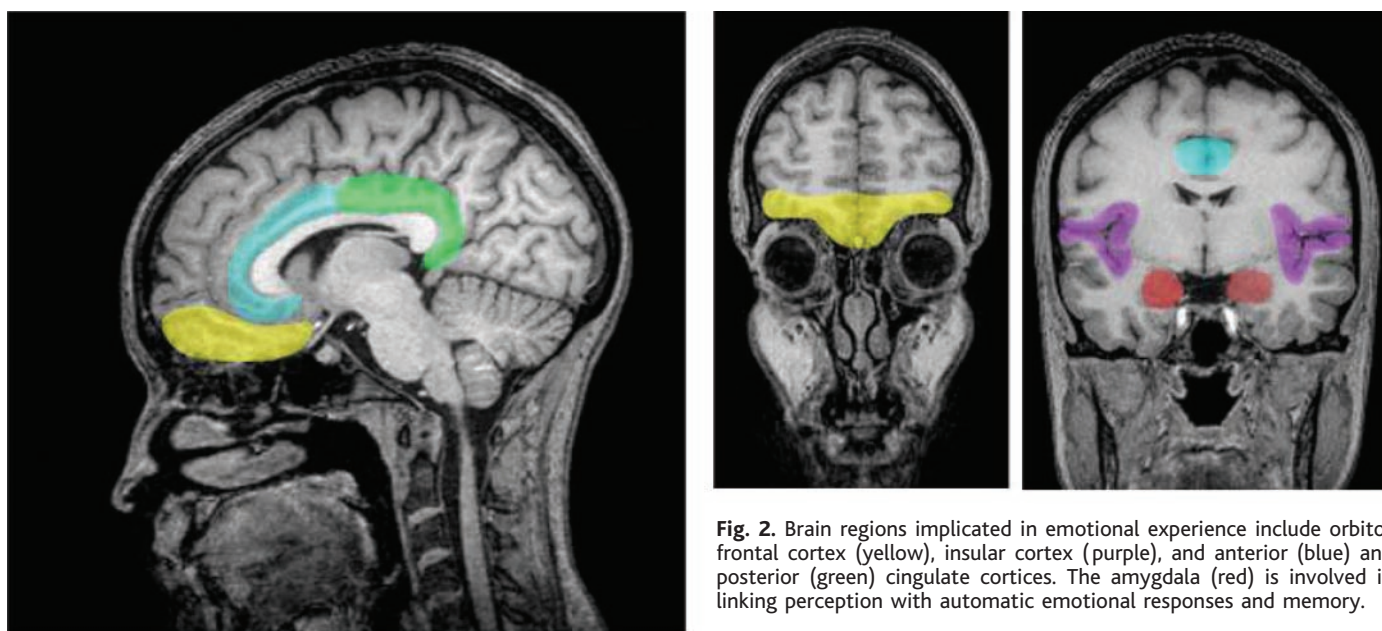 Fig. 2. Brain regions implicated in emotional experience include orbito
frontal cortex (yellow), insular cortex (purple), and anterior (blue) an
posterior (green) cingulate cortices. The amygdala (red) is involved i
linking perception with automatic emotional responses and memory.